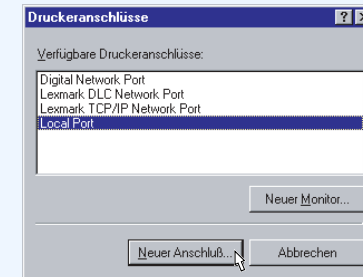 Druckeranschlüsse
Verfügbare Druckeranschlüsse:
Digital Network Port
Lexmark DLC Network Port
Lexmark TCP/IP Network Port
Local Port
Neuer Monitor...
Neuer Anschluß...
Abbrechen